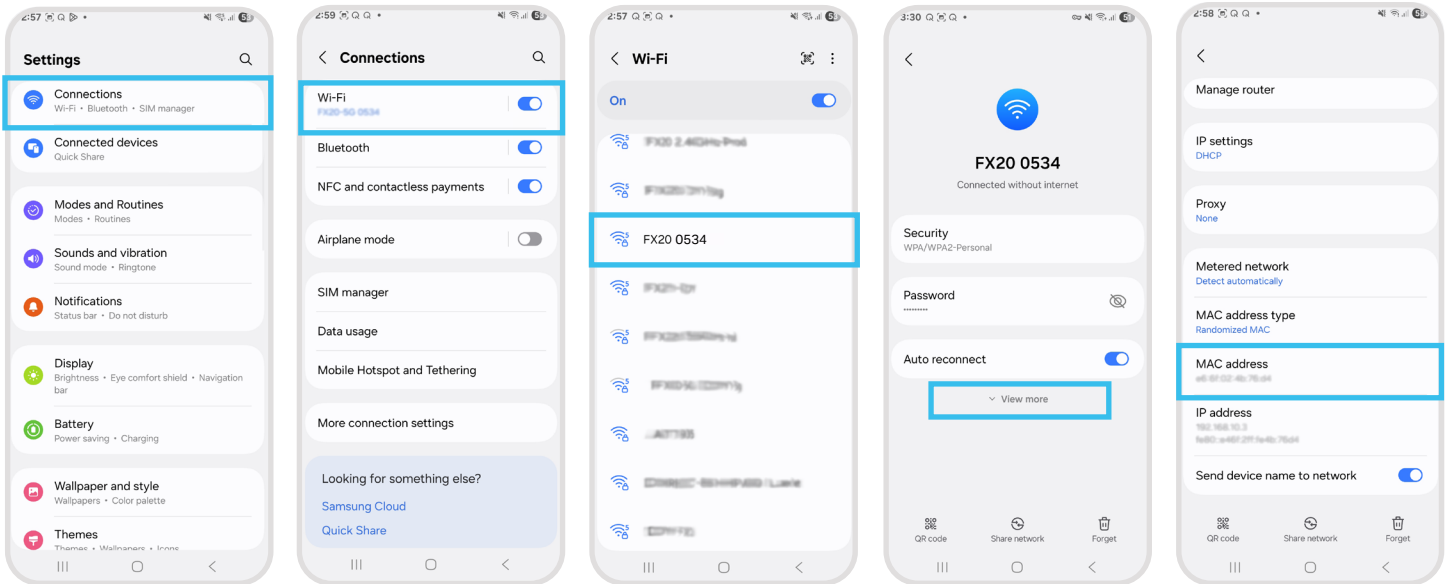 2:57
Settings
Connections
Wi-Fi • Bluetooth • SIM manager
Connected devices
Quick Share
Modes and Routines
Modes • Routines
Sounds and vibration
Sound mode • Ringtone
Notifications
Status bar • Do not disturb
Display
Brightness • Eye comfort shield • Navigation
bar
Battery
Power saving • Charging
Wallpaper and style
Wallpapers • Color palette
Themes
Themes • Wallpapers • Icons
2:59
Connections
Wi-Fi
FX20-5G 0534
Bluetooth
NFC and contactless payments
Airplane mode
SIM manager
Data usage
Mobile Hotspot and Tethering
More connection settings
Looking for something else?
Samsung Cloud
Quick Share
2:57
Wi-Fi
On
FX20 0534
3:30
FX20 0534
Connected without internet
Security
WPA/WPA2-Personal
Password
Auto reconnect
View more
QR code
Share network
Forget
2:58
Manage router
IP settings
DHCP
Proxy
None
Metered network
Detect automatically
MAC address type
Randomized MAC
MAC address
IP address
Send device name to network
QR code
Share network
Forget